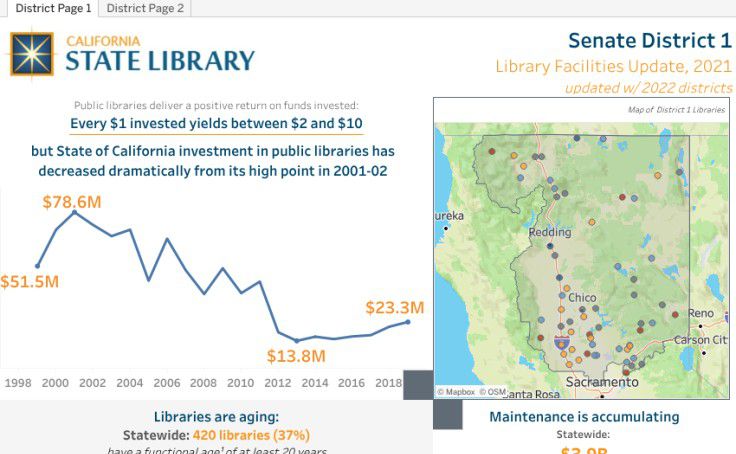 District Page 1
District Page 2
CALIFORNIA
STATE LIBRARY
Senate District 1
Library Facilities Update, 2021
updated w/ 2022 districts
Public libraries deliver a positive return on funds invested:
Every $1 invested yields between $2 and $10
but State of California investment in public libraries has
decreased dramatically from its high point in 2001-02
$78.6M
$51.5M
$23.3M
$13.8M
1998 2000 2002 2004 2006 2008 2010 2012 2014 2016 2018
Map of District 1 Libraries
ureka
Redding
Chico
Reno
Carson Cit
Sacramento
Santa Rosa
© Mapbox © OSM
Libraries are aging:
Statewide: 420 libraries (37%)
have a functional age¹ of at least 20 years
Maintenance is accumulating
Statewide:
$3.9B